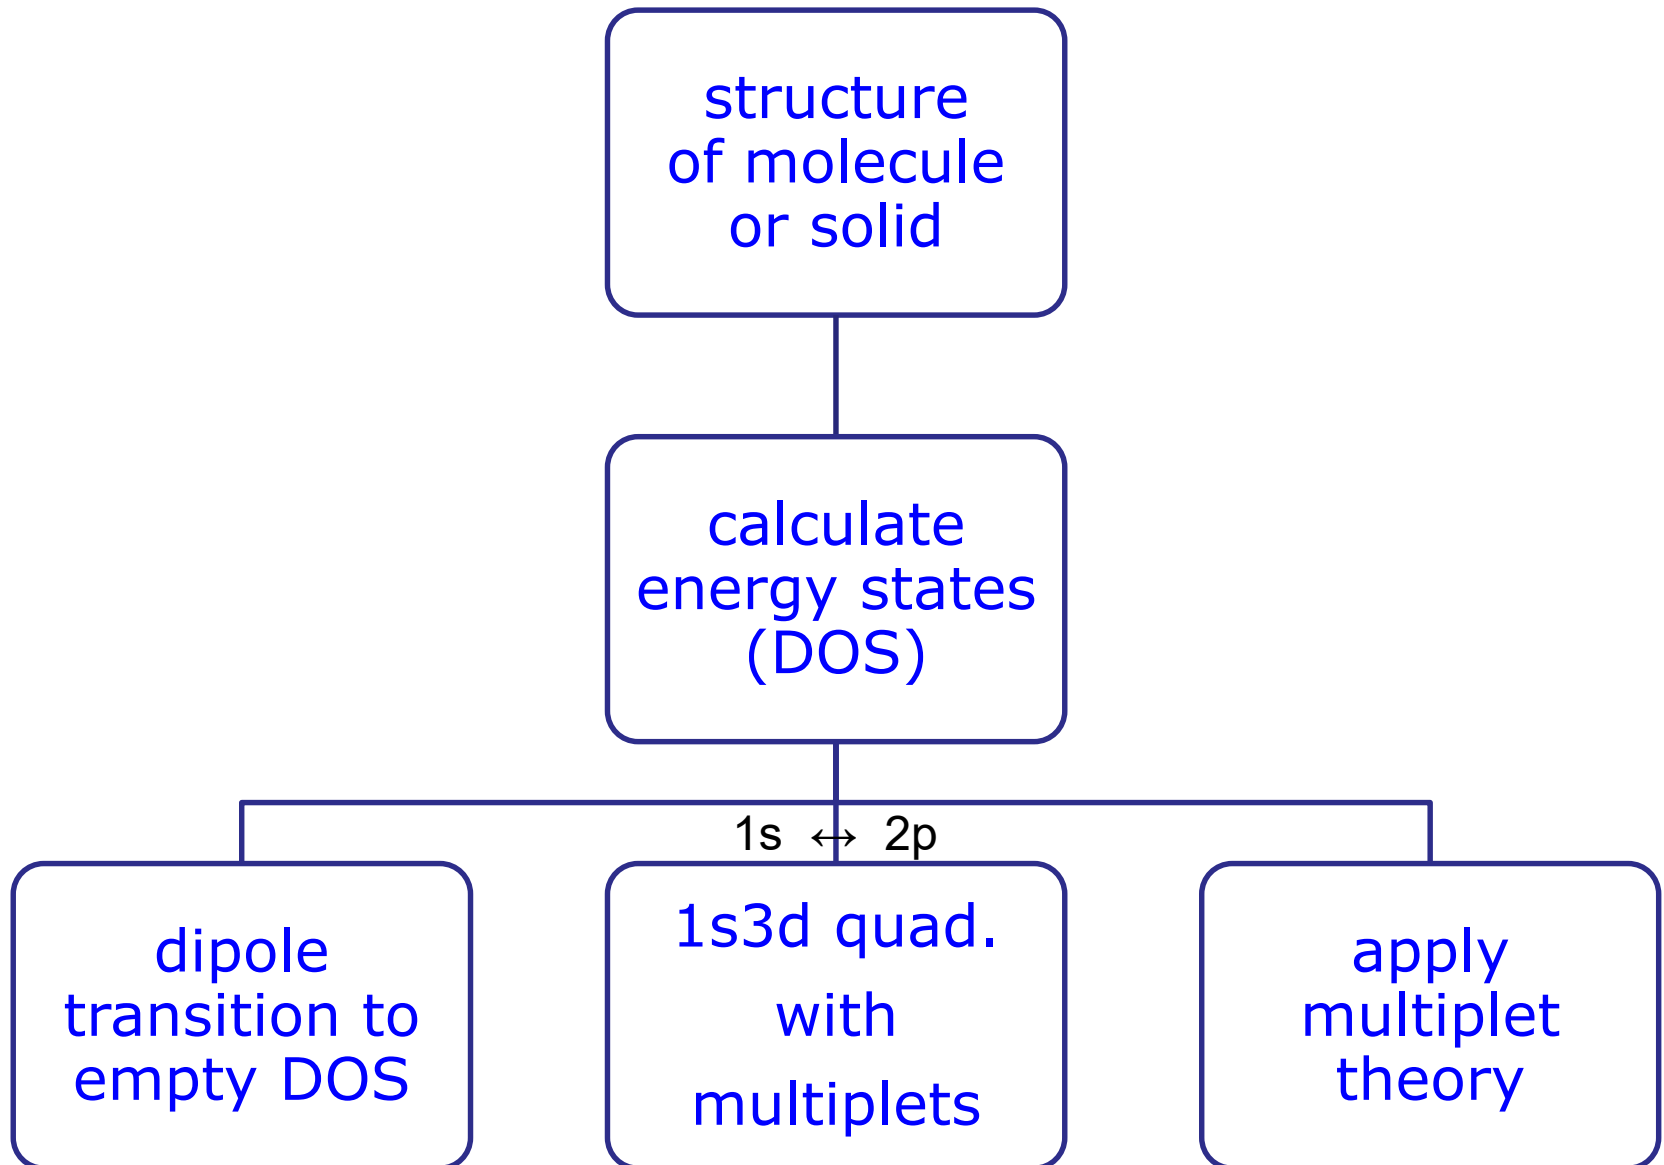 structure
of molecule
or solid
calculate
energy states
(DOS)
1s ↔ 2p
dipole
transition to
empty DOS
1s3d quad.
with
multiplets
apply
multiplet
theory